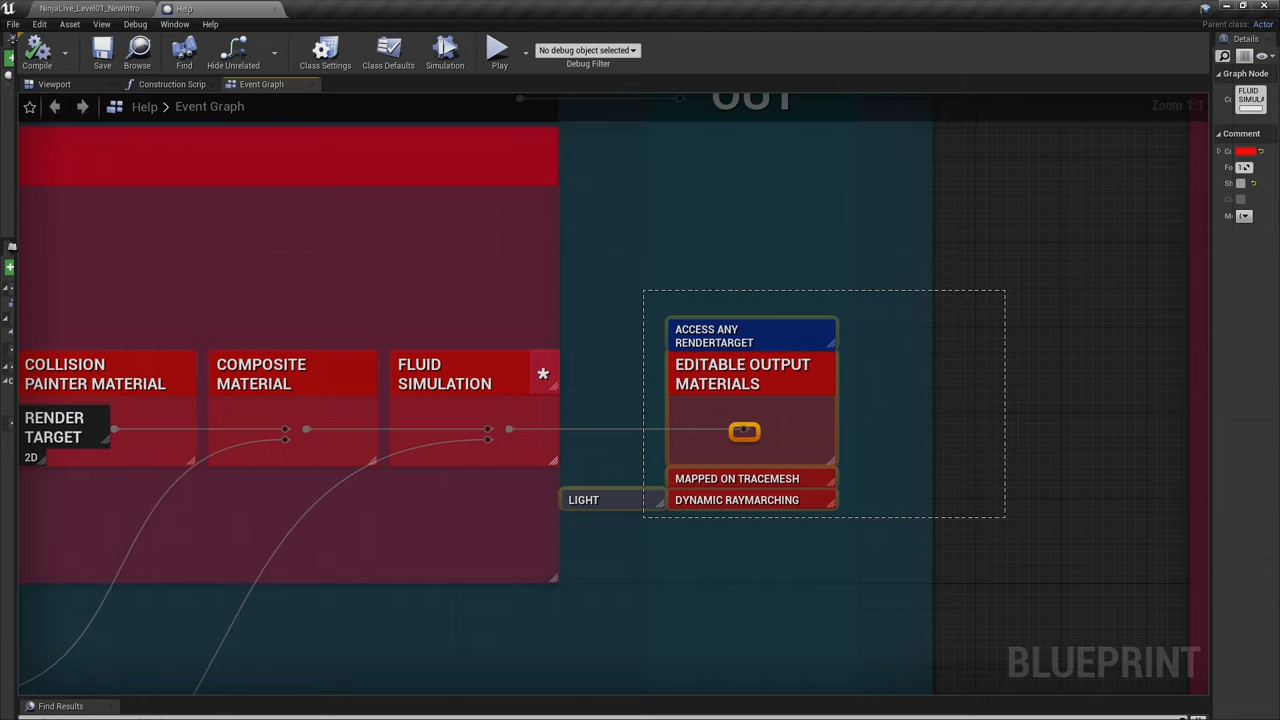 NinjaLive_Level01_NewIntro
Help
File
Edit
Asset
View
Debug
Window
Help
Parent class: Actor
Compile
Save
Browse
Find
Hide Unrelated
Class Settings
Class Defaults
Simulation
Play
No debug object selected
Debug Filter
Details
Viewport
Construction Scrip
Event Graph
Graph Node
Help
Event Graph
Zoom 1:1
OUT
FLUID
SIMULA
Comment
ACCESS ANY
RENDERTARGET
COLLISION
PAINTER MATERIAL
COMPOSITE
MATERIAL
FLUID
SIMULATION
*
EDITABLE OUTPUT
MATERIALS
RENDER
TARGET
2D
MAPPED ON TRACEMESH
LIGHT
DYNAMIC RAYMARCHING
BLUEPRINT
Find Results